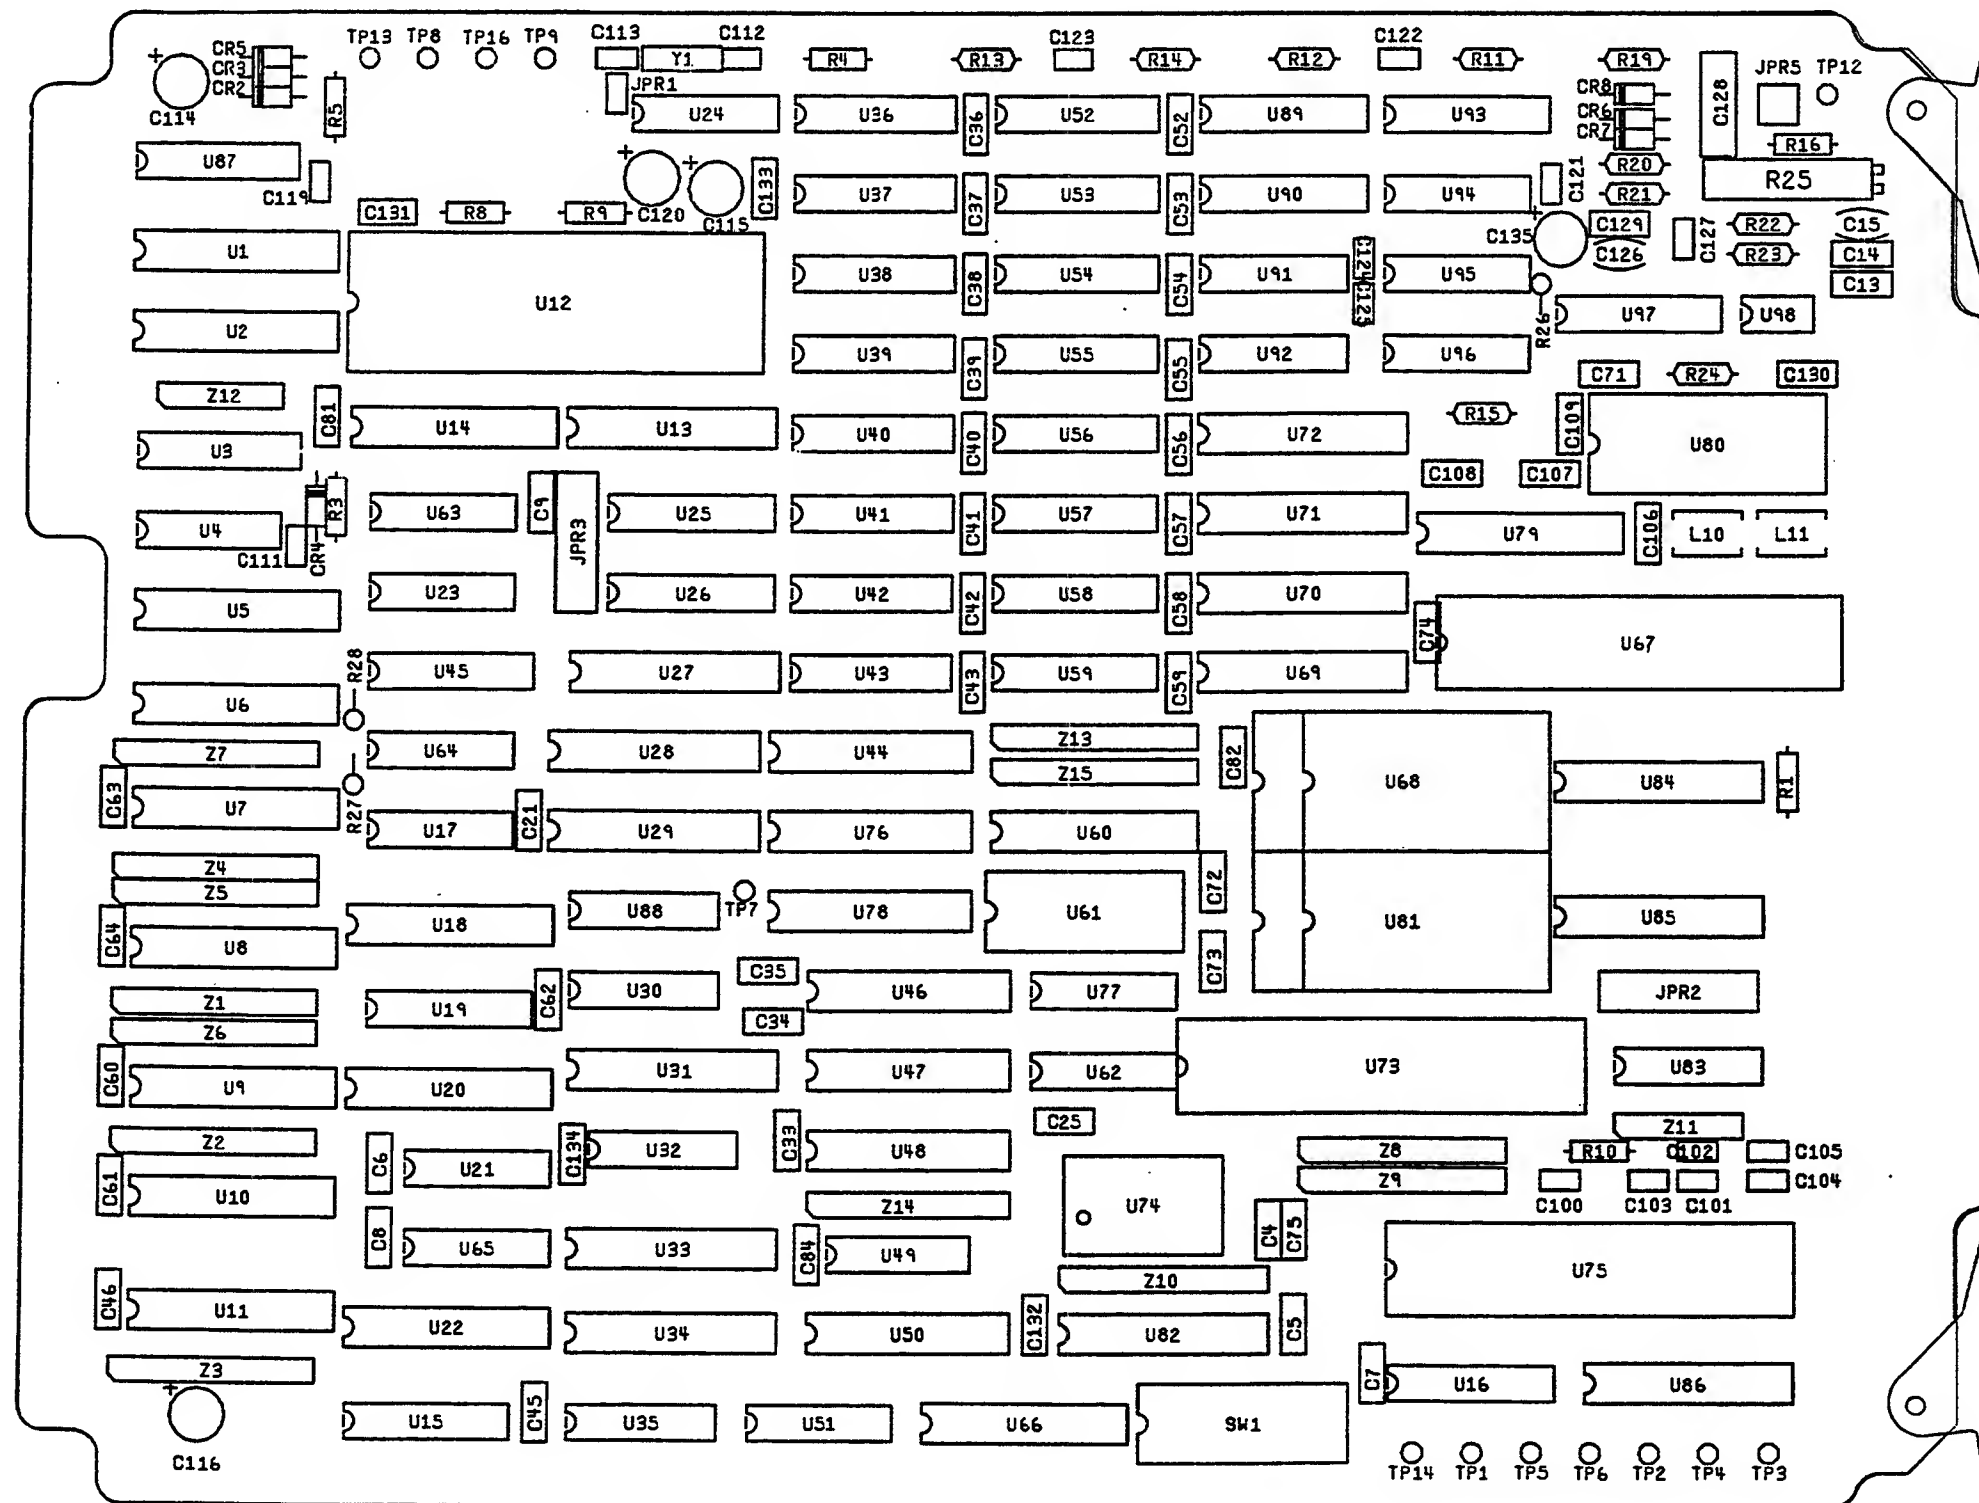 CR5 TP13 TP8 TP16 TP9 C113 Y1 C112 R4 R13 C123 R14 R12 C122 R11 R19
CR3
CR2 JPR1 CR8 JPR5 TP12
C114 R5 U24 U36 C36 U52 C52 U89 U93 CR6 C128
CR7 R16
U87 C119 R20 R25
C133 U37 C37 U53 C53 U90 U94 C121 R21
C131 R8 R9 C120 C115 C135 C129 C127 R22 C15
U1 C126 R23 C14
U12 U38 C38 U54 C54 U91 C124 U95 C13
C125
U2 R26 U97 U98
U39 C39 U55 C55 U92 U96
Z12 C71 R24 C130
C81 U14 U13 U40 C40 U56 C56 U72 R15 C109 U80
U3 C108 C107
R3 U63 C9 U25 U41 C41 U57 C57 U71
U4 JPR3 U79 C106 L10 L11
C111 CR4
U5 U23 U26 U42 C42 U58 C58 U70
C74 U67
R28 U45 U27 U43 C43 U59 C59 U69
U6
Z7 U64 U28 U44 Z13 C82
Z15 U68 U84 R1
C63 U7 R27 U17 C21 U29 U76 U60
Z4 C72
Z5
C64 U8 U18 U88 TP7 U78 U61 U81 U85
C73
Z1 U19 C62 U30 C35 U46 U77 JPR2
Z6 C34
C60 U9 U20 U31 U47 U62 U73 U83
C25 Z11
Z2 C6 U21 C134 U32 C33 U48 Z8 R10 C102 C105
C61 U10 Z9 C104
Z14 U74 C100 C103 C101
C8 U65 U33 C84 U49 C4 C75
Z10 U75
C46 U11 U22 U34 U50 C132 U82 C5
Z3 C7 U16 U86
U15 C45 U35 U51 U66 SW1
C116 TP14 TP1 TP5 TP6 TP2 TP4 TP3